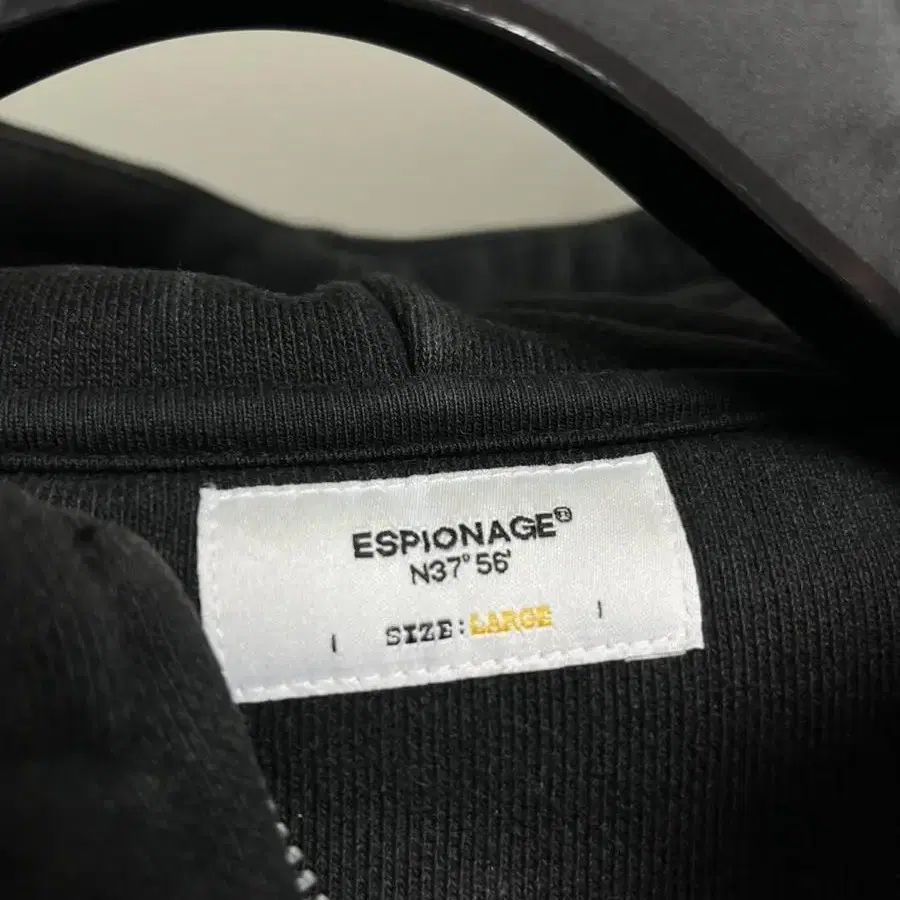 ESPIONAGE®
N37° 56'
| SIZE:LARGE |